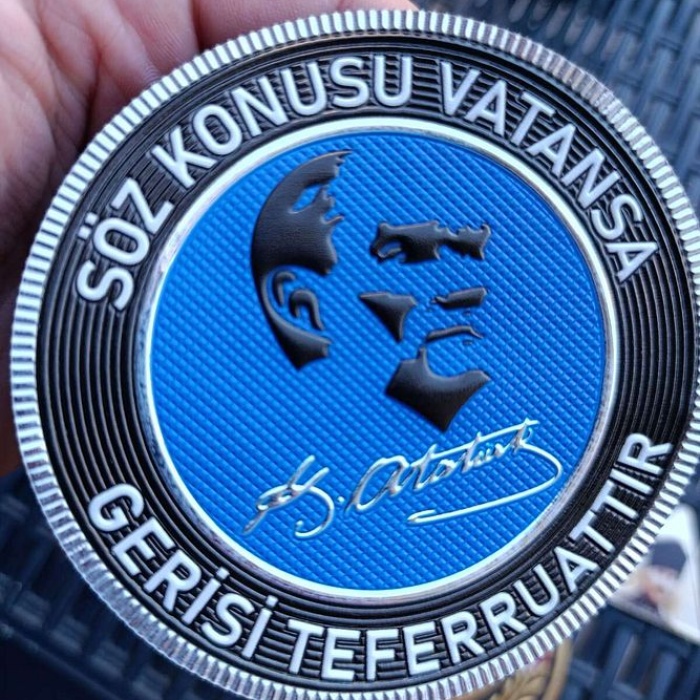 SÖZ KONUSU VATANSA
K. Atatürk
GERİSİ TEFERRUATTIR